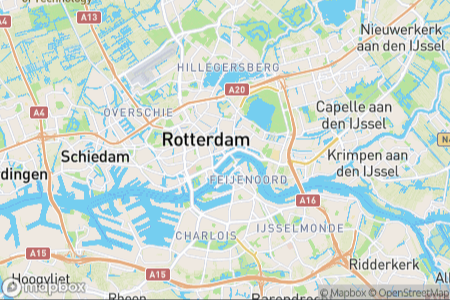 of Technology
A13
Nieuwerkerk
aan den IJssel
HILLEGERSBERG
A20
A4
OVERSCHIE
Capelle aan
den IJssel
Rotterdam
Schiedam
Krimpen aan
den IJssel
dingen
FEIJENOORD
A16
CHARLOIS
IJSSELMONDE
A15
A15
Ridderkerk
Hoogvliet
Rhoon
Barendrecht
mapbox
© Mapbox © OpenStreetMap